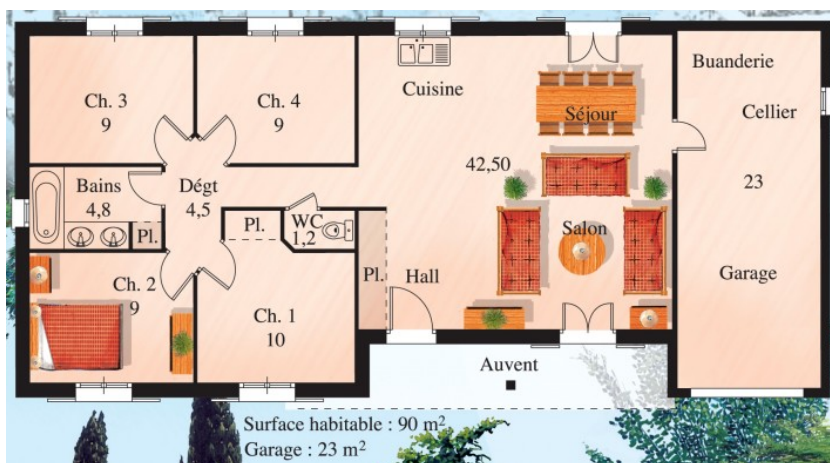 Ch. 3
9
Ch. 4
9
Cuisine
Séjour
42,50
Buanderie
Cellier
23
Garage
Bains
4,8
Pl.
Dégt
4,5
Pl.
WC
1,2
Pl.
Hall
Salon
Ch. 2
9
Ch. 1
10
Auvent
Surface habitable : 90 m²
Garage : 23 m²